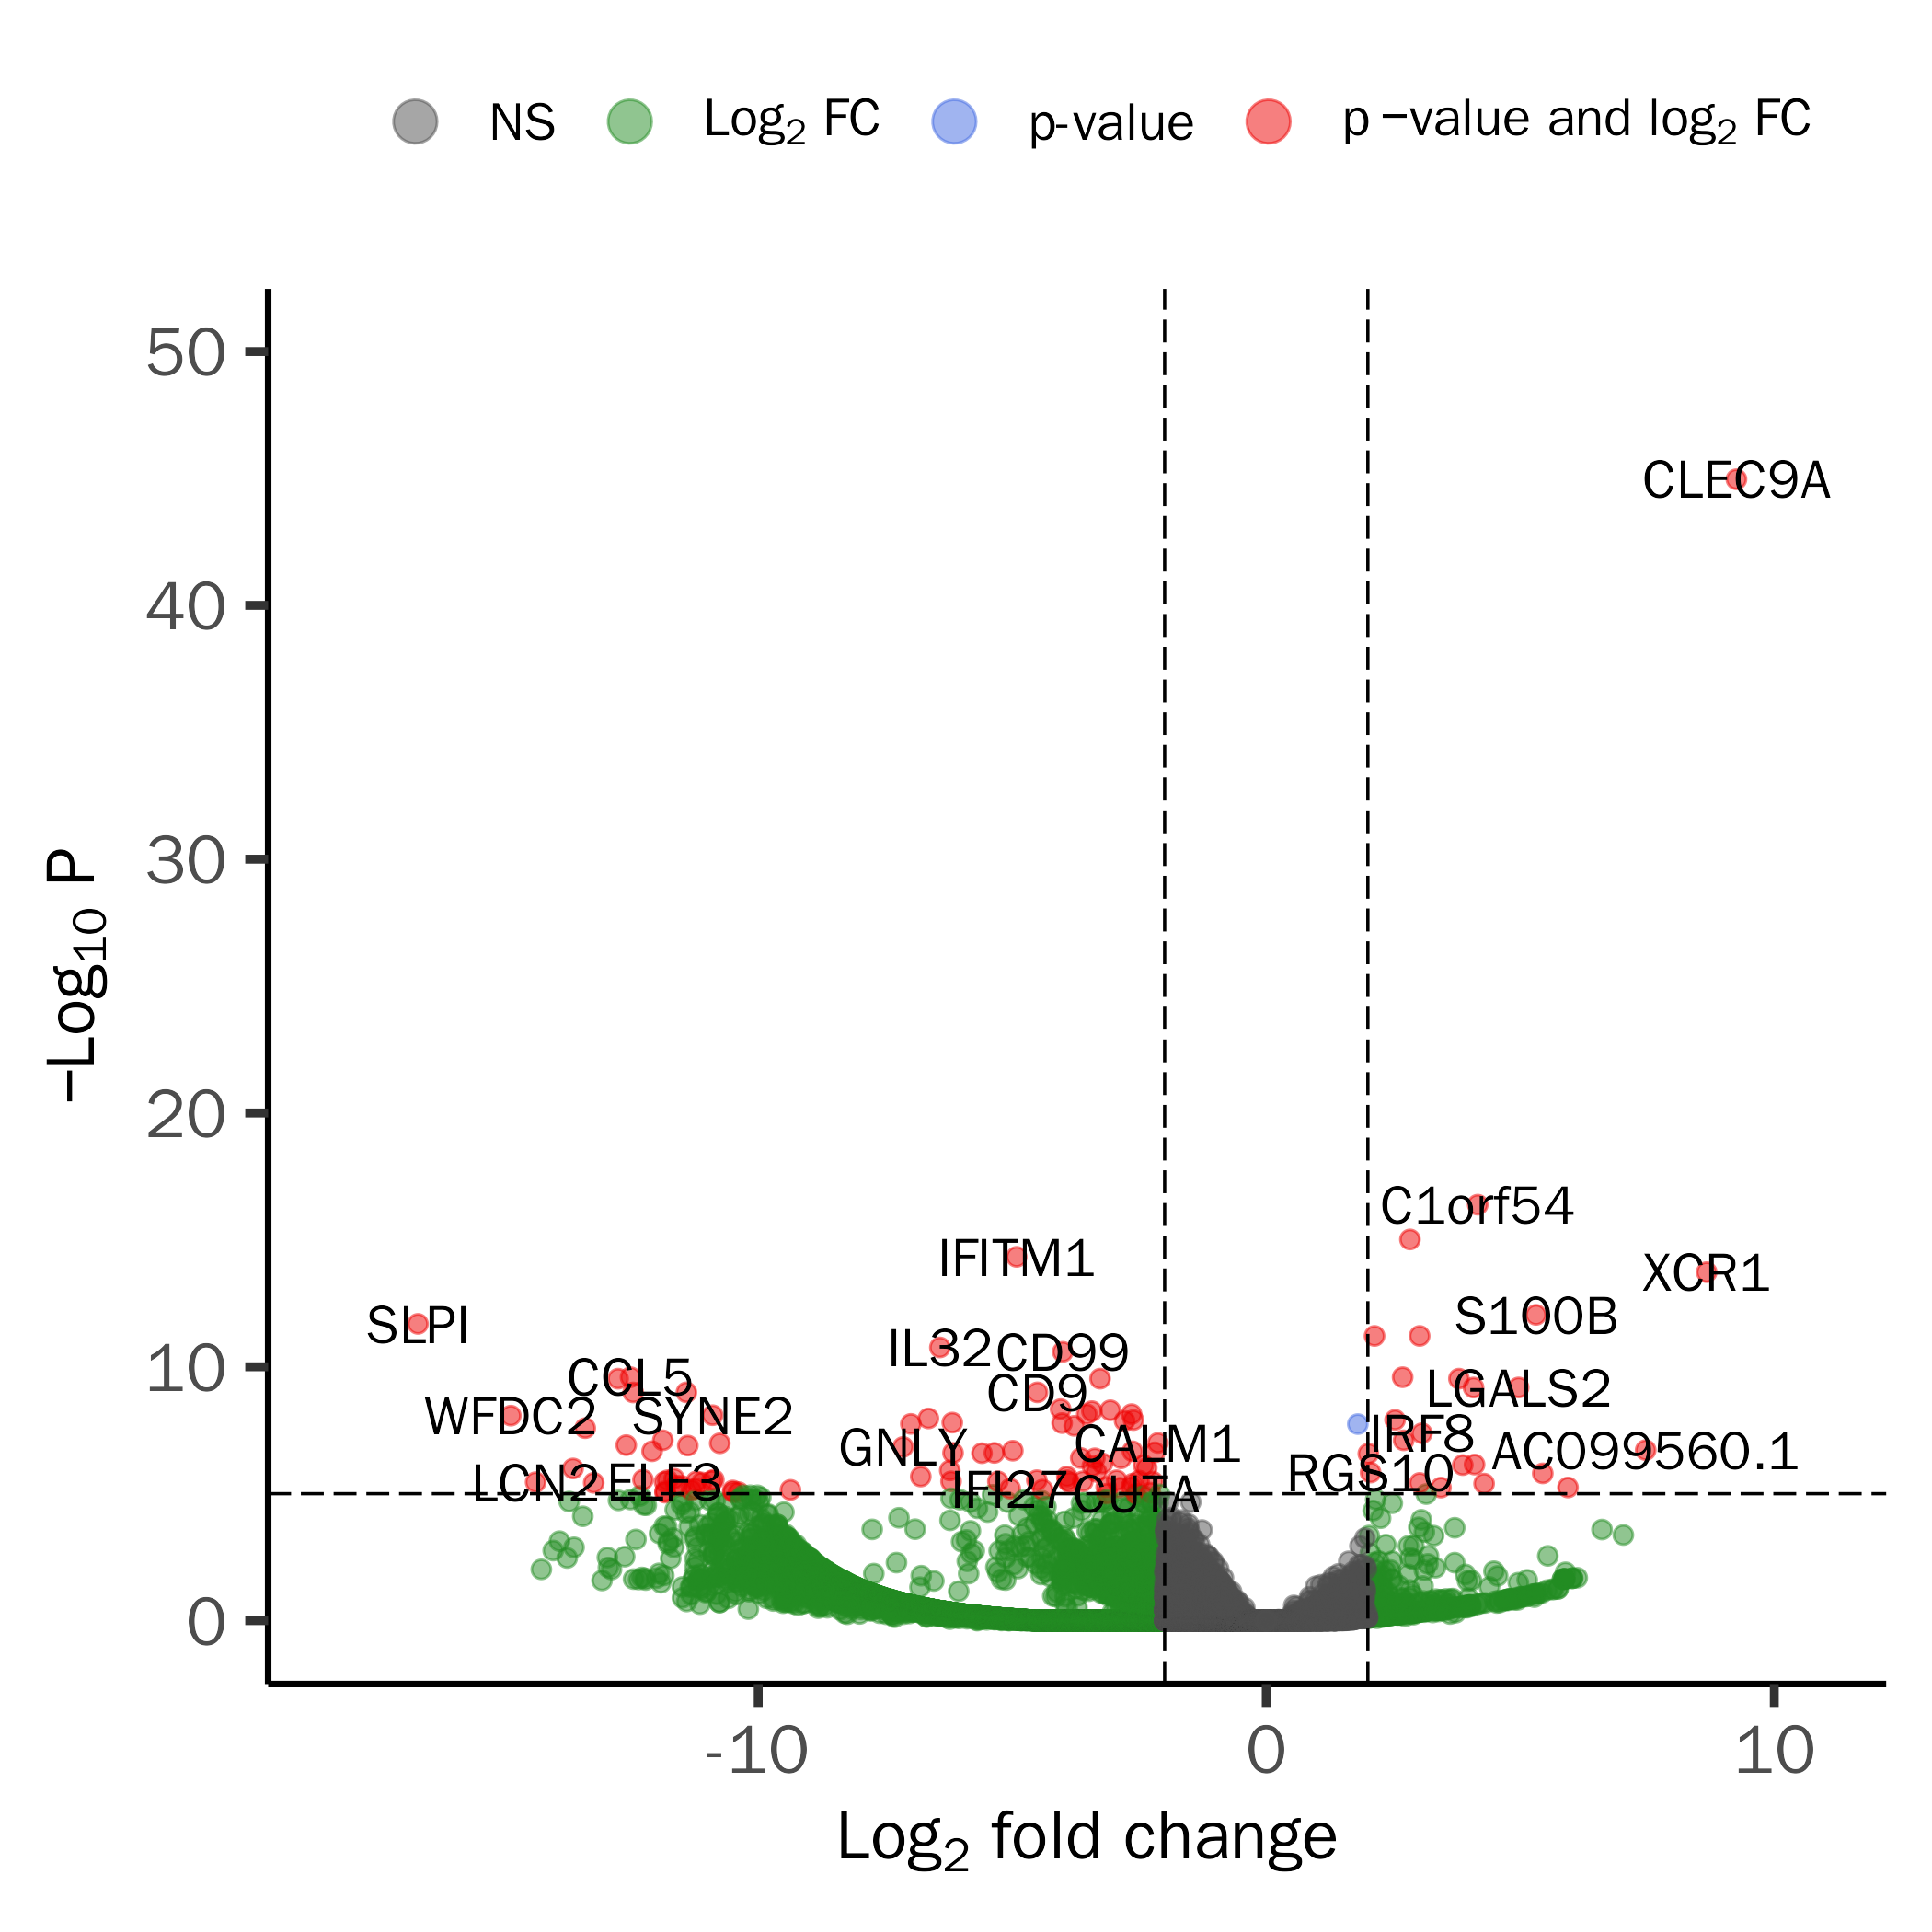 NS Log2 FC p-value p −value and log2 FC
50
CLEC9A
40
30
−Log10 P
20
C1orf54
IFITM1
XCR1
S100B
SLPI
IL32 CD99
10
CCL5
CD9
LGALS2
WFDC2 SYNE2
IRF8
GNLY
CALM1
AC099560.1
RGS10
LCN2 ELF3
IFI27 CUTA
0
-10 0 10
Log2 fold change